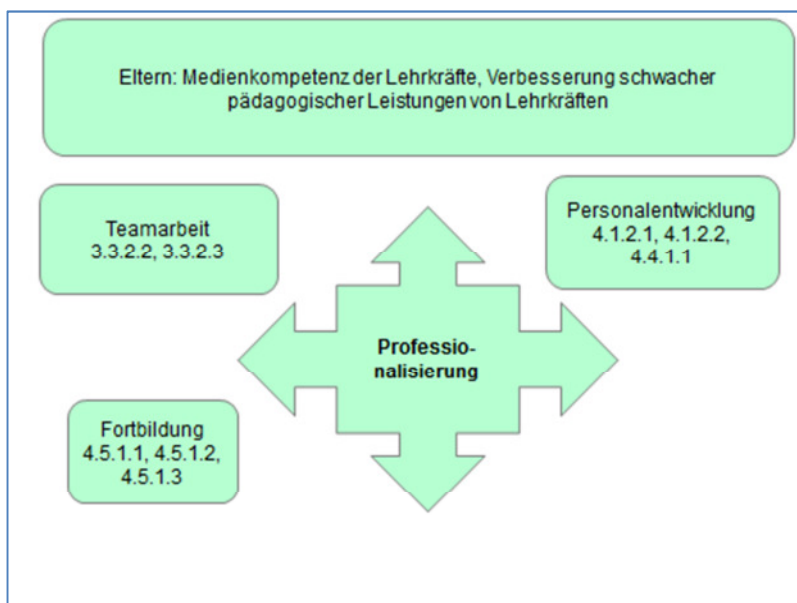 Eltern: Medienkompetenz der Lehrkräfte, Verbesserung schwacher
pädagogischer Leistungen von Lehrkräften
Teamarbeit
3.3.2.2, 3.3.2.3
Personalentwicklung
4.1.2.1, 4.1.2.2,
4.4.1.1
Professio-
nalisierung
Fortbildung
4.5.1.1, 4.5.1.2,
4.5.1.3